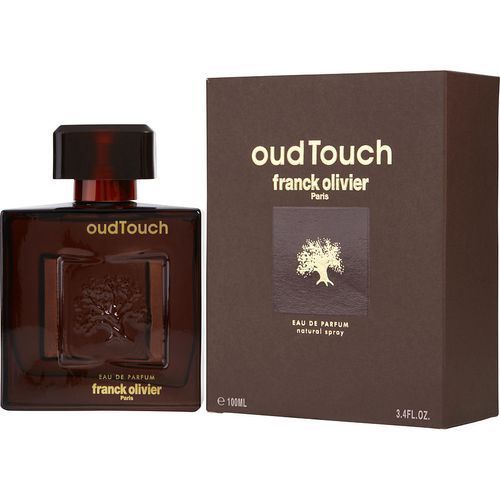 oudTouch
EAU DE PARFUM
franck olivier
Paris
oudTouch
franck olivier
Paris
EAU DE PARFUM
natural spray
e 100ML
3.4FL.OZ.